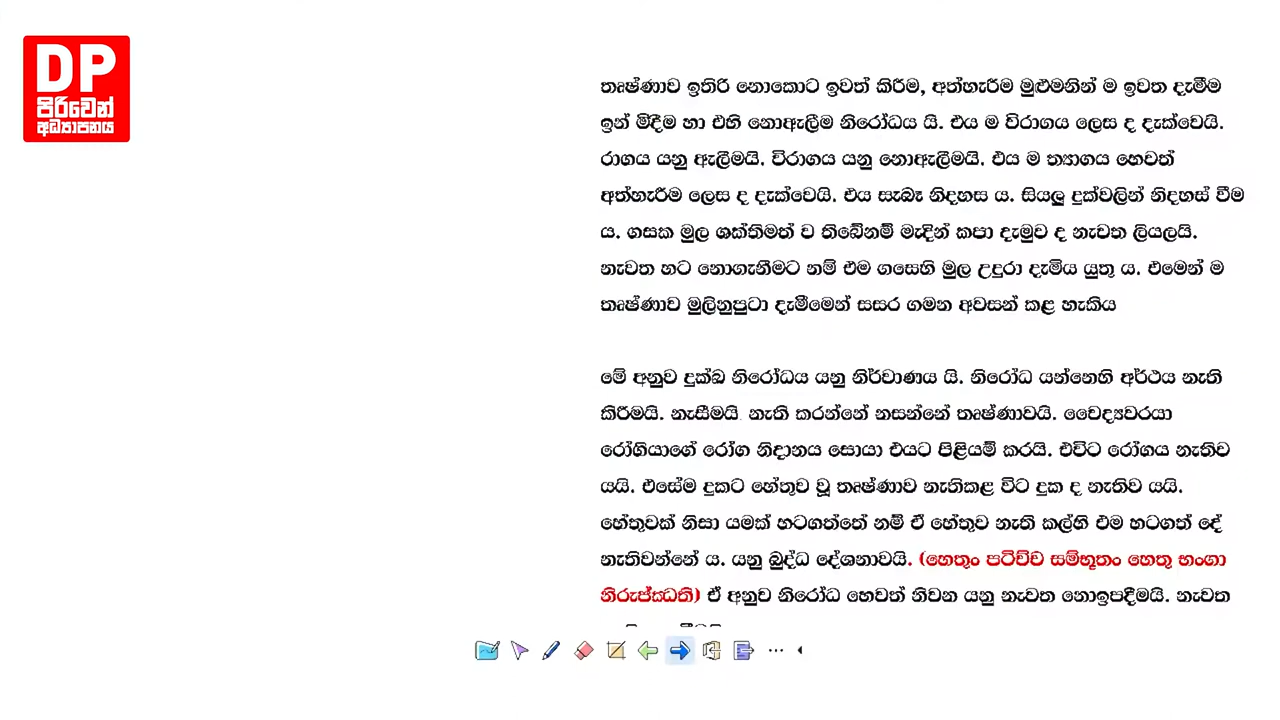 DP
පිරිවෙන්
අධ්‍යාපනය
තෘෂ්ණාව ඉතිරි නොකොට ඉවත් කිරීම, අත්හැරීම මුළුමනින් ම ඉවත දැමීම
ඉන් මිදීම හා එහි නොඇලීම නිරෝධය යි. එය ම විරාගය ලෙස ද දැක්වෙයි.
රාගය යනු ඇලීමයි. විරාගය යනු නොඇලීමයි. එය ම ත්‍යාගය හෙවත්
අත්හැරීම ලෙස ද දැක්වෙයි. එය සැබෑ නිදහස ය. සියලු දුක්වලින් නිදහස් වීම
ය. ගසක මුල ශක්තිමත් ව තිබේනම් මැදින් කපා දැමුව ද නැවත ලියලයි.
නැවත හට නොගැනීමට නම් එම ගසෙහි මුල උදුරා දැමිය යුතු ය. එමෙන් ම
තෘෂ්ණාව මුලිනුපුටා දැමීමෙන් සසර ගමන අවසන් කළ හැකිය
මේ අනුව දුක්ඛ නිරෝධය යනු නිර්වාණය යි. නිරෝධ යන්නෙහි අර්ථය නැති
කිරීමයි. නැසීමයි නැති කරන්නේ නසන්නේ තෘෂ්ණාවයි. වෛද්‍යවරයා
රෝගියාගේ රෝග නිදානය සොයා එයට පිළියම් කරයි. එවිට රෝගය නැතිව
යයි. එසේම දුකට හේතුව වූ තෘෂ්ණාව නැතිකළ විට දුක ද නැතිව යයි.
හේතුවක් නිසා යමක් හටගත්තේ නම් ඒ හේතුව නැති කල්හි එම හටගත් දේ
නැතිවන්නේ ය. යනු බුද්ධ දේශනාවයි. (හෙතුං පටිච්ච සම්භූතං හෙතු භංගා
නිරුජ්ඣති) ඒ අනුව නිරෝධ හෙවත් නිවන යනු නැවත නොඉපදීමයි. නැවත